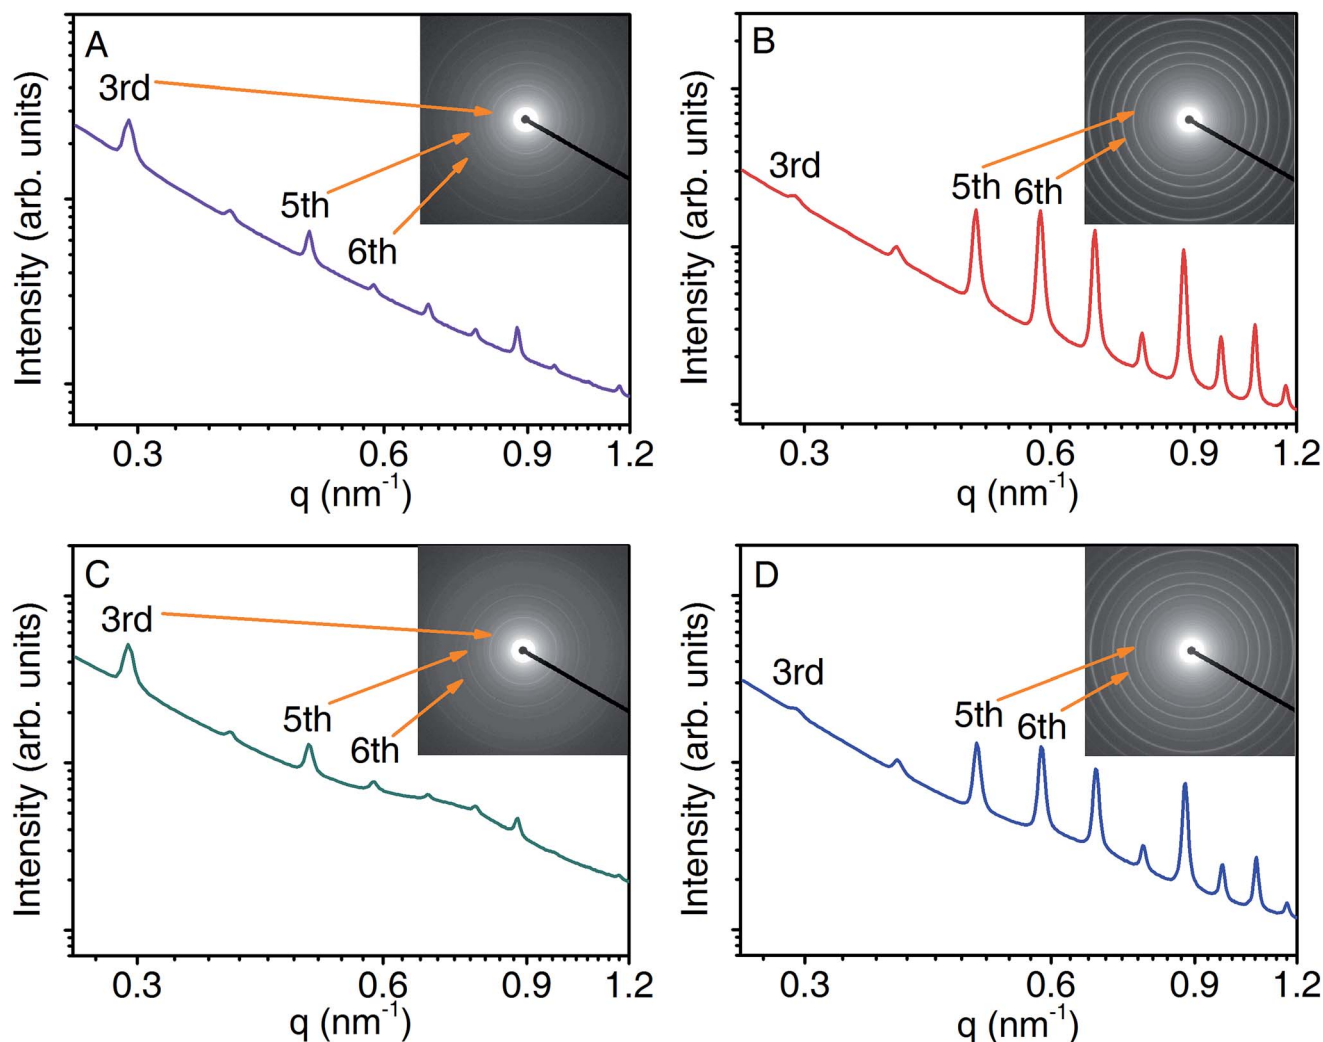 A
3rd
5th
6th
Intensity (arb. units)
0.3 0.6 0.9 1.2
q (nm-1)
B
3rd
5th 6th
Intensity (arb. units)
0.3 0.6 0.9 1.2
q (nm-1)
C
3rd
5th
6th
Intensity (arb. units)
0.3 0.6 0.9 1.2
q (nm-1)
D
3rd
5th 6th
Intensity (arb. units)
0.3 0.6 0.9 1.2
q (nm-1)